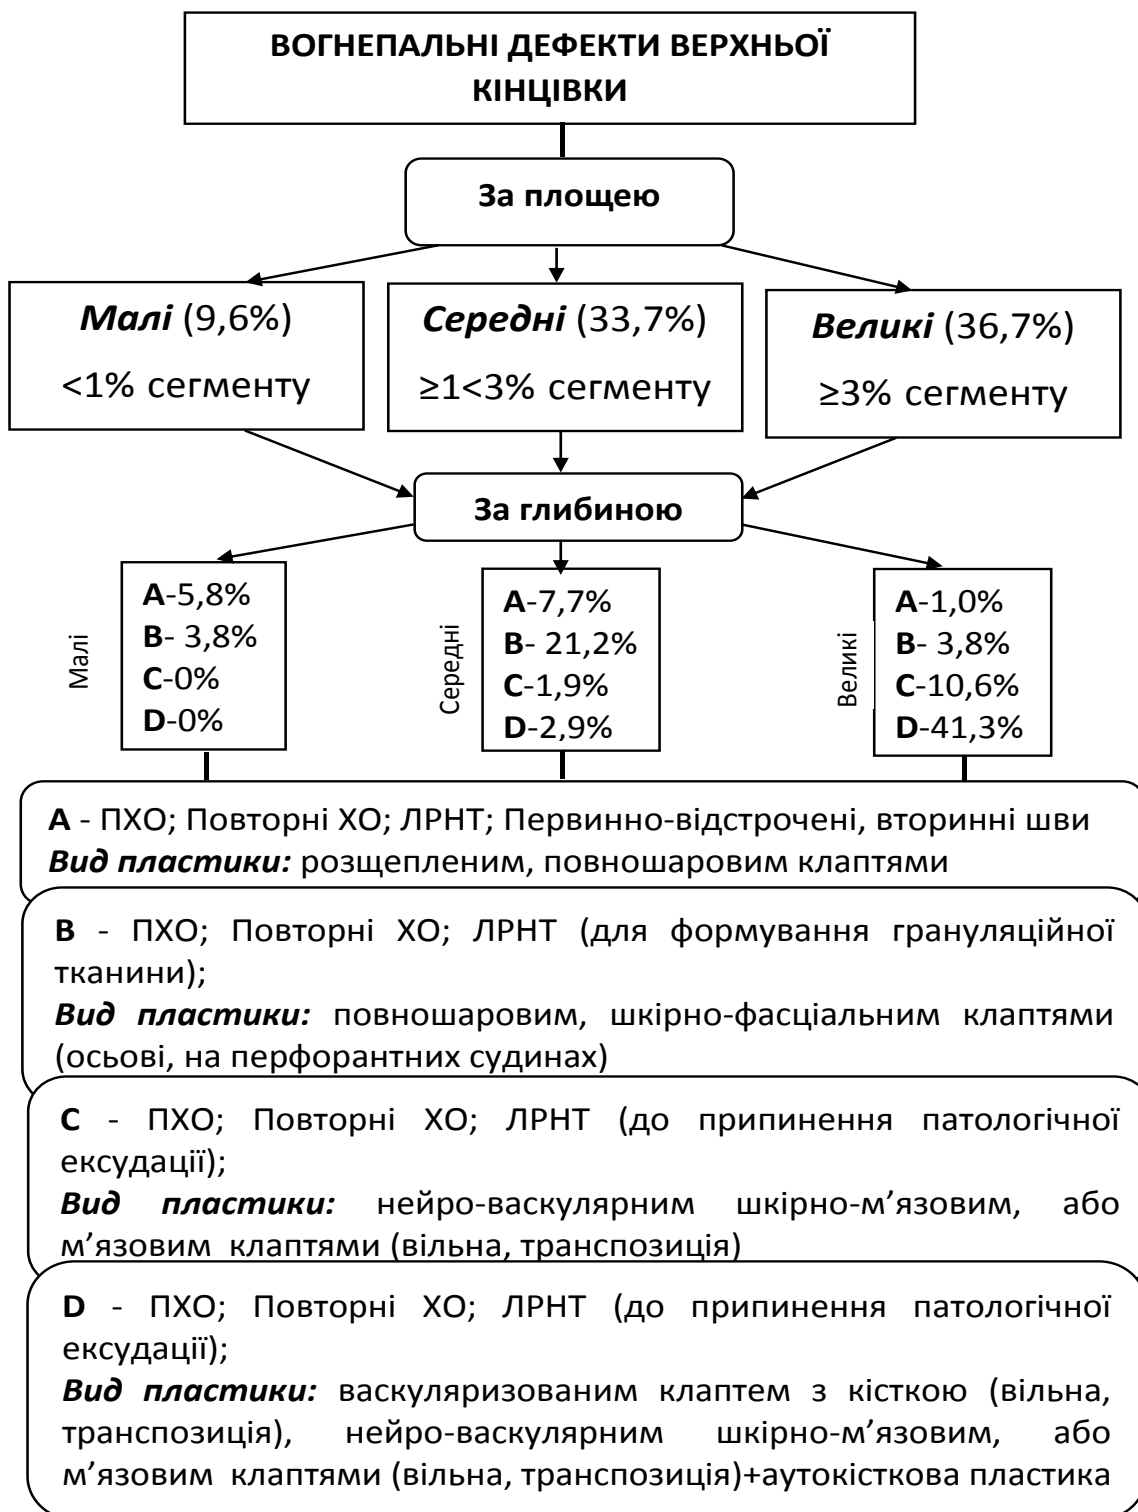 ВОГНЕПАЛЬНІ ДЕФЕКТИ ВЕРХНЬОЇ
КІНЦІВКИ
За площею
Малі (9,6%)
<1% сегменту
Середні (33,7%)
≥1<3% сегменту
Великі (36,7%)
≥3% сегменту
За глибиною
Малі
A-5,8%
B- 3,8%
C-0%
D-0%
Середні
A-7,7%
B- 21,2%
C-1,9%
D-2,9%
Великі
A-1,0%
B- 3,8%
C-10,6%
D-41,3%
A - ПХО; Повторні ХО; ЛРНТ; Первинно-відстрочені, вторинні шви
Вид пластики: розщепленим, повношаровим клаптями
B - ПХО; Повторні ХО; ЛРНТ (для формування грануляційної
тканини);
Вид пластики: повношаровим, шкірно-фасціальним клаптями
(осьові, на перфорантних судинах)
C - ПХО; Повторні ХО; ЛРНТ (до припинення патологічної
ексудації);
Вид пластики: нейро-васкулярним шкірно-м’язовим, або
м’язовим клаптями (вільна, транспозиція)
D - ПХО; Повторні ХО; ЛРНТ (до припинення патологічної
ексудації);
Вид пластики: васкуляризованим клаптем з кісткою (вільна,
транспозиція), нейро-васкулярним шкірно-м’язовим, або
м’язовим клаптями (вільна, транспозиція)+аутокісткова пластика